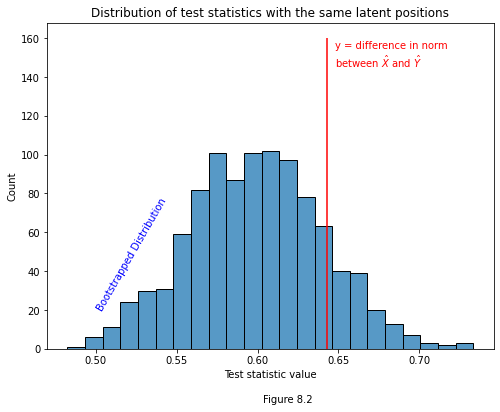 Distribution of test statistics with the same latent positions
160
140
120
100
80
60
40
20
0
Count
y = difference in norm
between X̂ and Ŷ
Bootstrapped Distribution
0.50 0.55 0.60 0.65 0.70
Test statistic value
Figure 8.2